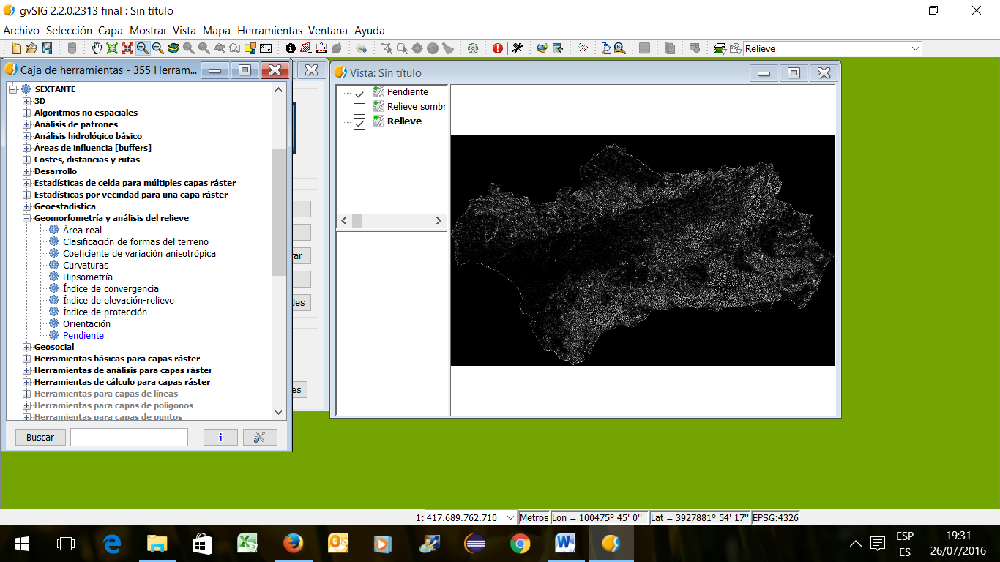 gvSIG 2.2.0.2313 final : Sin título
Archivo Selección Capa Mostrar Vista Mapa Herramientas Ventana Ayuda
Relieve
Caja de herramientas - 355 Herram...
SEXTANTE
3D
Algoritmos no espaciales
Análisis de patrones
Análisis hidrológico básico
Áreas de influencia [buffers]
Costes, distancias y rutas
Desarrollo
Estadísticas de celda para múltiples capas ráster
Estadísticas por vecindad para una capa ráster
Geoestadística
Geomorfometría y análisis del relieve
Área real
Clasificación de formas del terreno
Coeficiente de variación anisotrópica
Curvaturas
Hipsometría
Índice de convergencia
Índice de elevación-relieve
Índice de protección
Orientación
Pendiente
Geosocial
Herramientas básicas para capas ráster
Herramientas de análisis para capas ráster
Herramientas de cálculo para capas ráster
Herramientas para capas de líneas
Herramientas para capas de polígonos
Herramientas para capas de puntos
Buscar
rar
des
es
Vista: Sin título
Pendiente
Relieve sombr
Relieve
1: 417.689.762.710 Metros Lon = 100475° 45' 0" Lat = 3927881° 54' 17" EPSG:4326
ESP
ES
19:31
26/07/2016